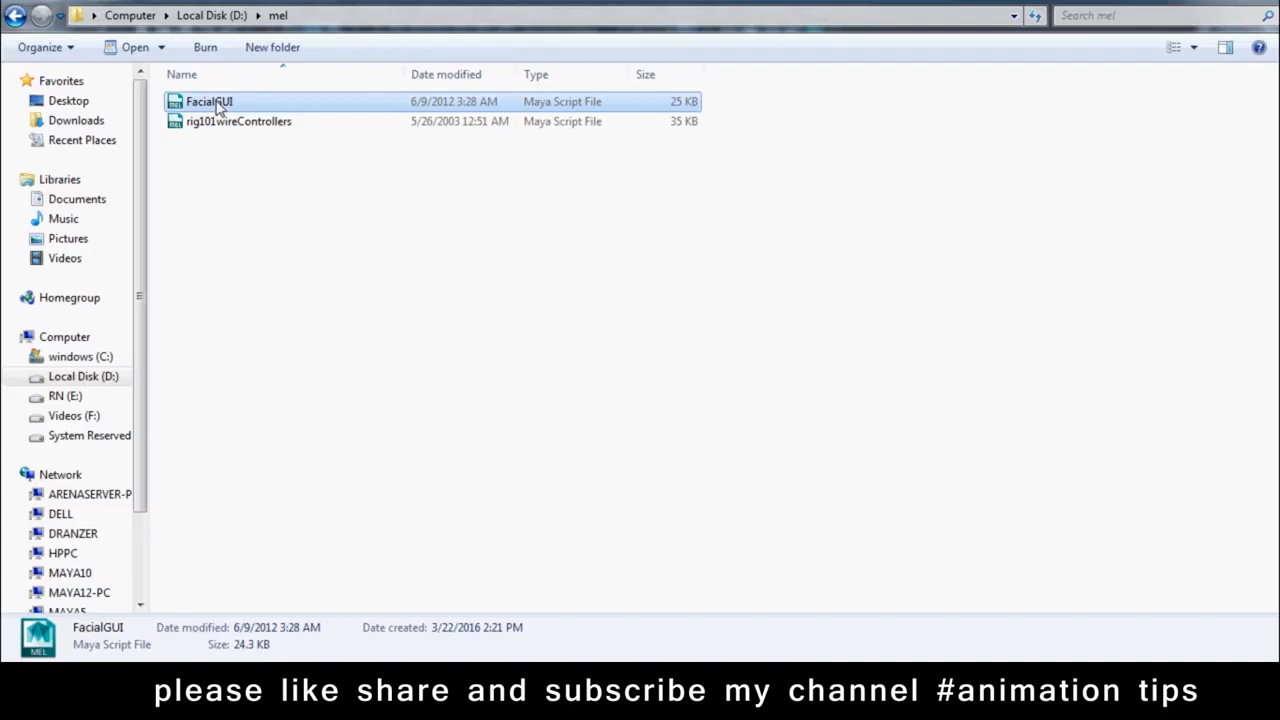 Computer ▸ Local Disk (D:) ▸ mel
Search mel
Organize Open Burn New folder
Name Date modified Type Size
Favorites
Desktop
Downloads
Recent Places
Libraries
Documents
Music
Pictures
Videos
Homegroup
Computer
windows (C:)
Local Disk (D:)
RN (E:)
Videos (F:)
System Reserved
Network
ARENASERVER-P
DELL
DRANZER
HPPC
MAYA10
MAYA12-PC
MAYA5
FacialGUI 6/9/2012 3:28 AM Maya Script File 25 KB
rig101wireControllers 5/26/2003 12:51 AM Maya Script File 35 KB
MEL
FacialGUI Date modified: 6/9/2012 3:28 AM Date created: 3/22/2016 2:21 PM
Maya Script File Size: 24.3 KB
please like share and subscribe my channel #animation tips